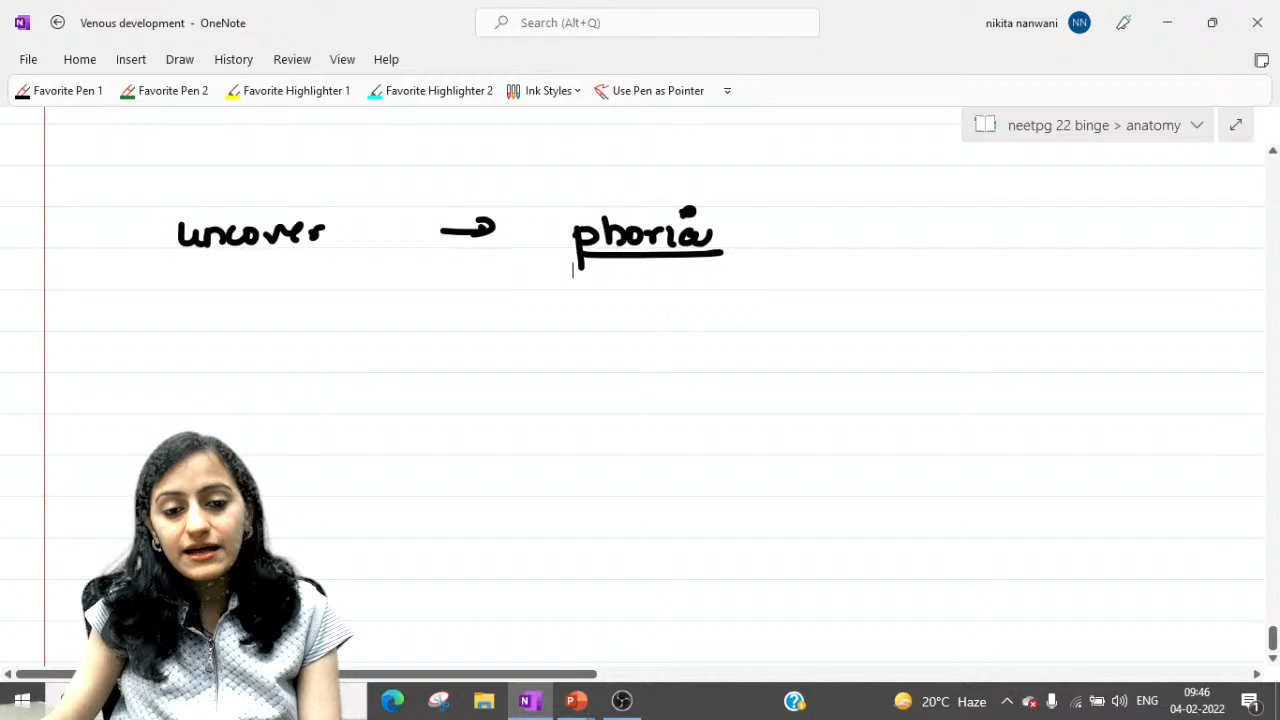 Venous development - OneNote
Search (Alt+Q)
nikita nanwani NN
File Home Insert Draw History Review View Help
Favorite Pen 1 Favorite Pen 2 Favorite Highlighter 1 Favorite Highlighter 2 Ink Styles Use Pen as Pointer
neetpg 22 binge > anatomy
uncover → phoria
20°C Haze ENG 09:46
04-02-2022